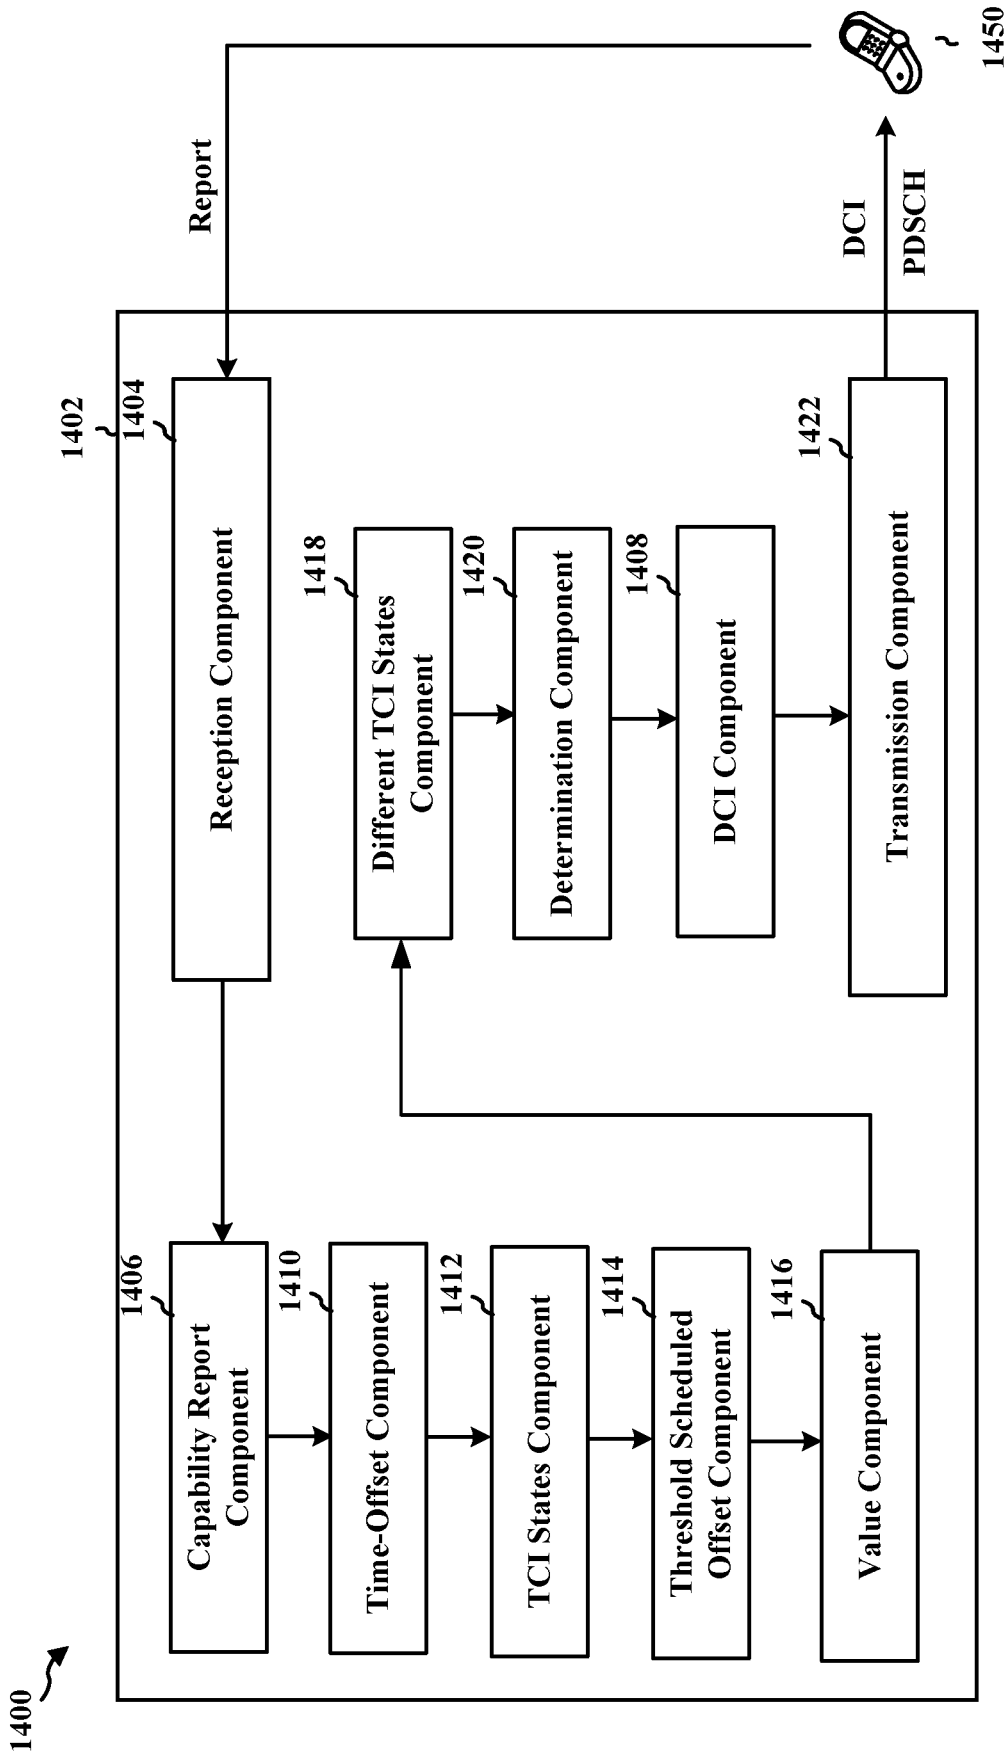 1400
1402
1404
Reception Component
Report
1406
Capability Report
Component
1410
Time-Offset Component
1412
TCI States Component
1414
Threshold Scheduled
Offset Component
1416
Value Component
1418
Different TCI States
Component
1420
Determination Component
1408
DCI Component
1422
Transmission Component
DCI
PDSCH
1450